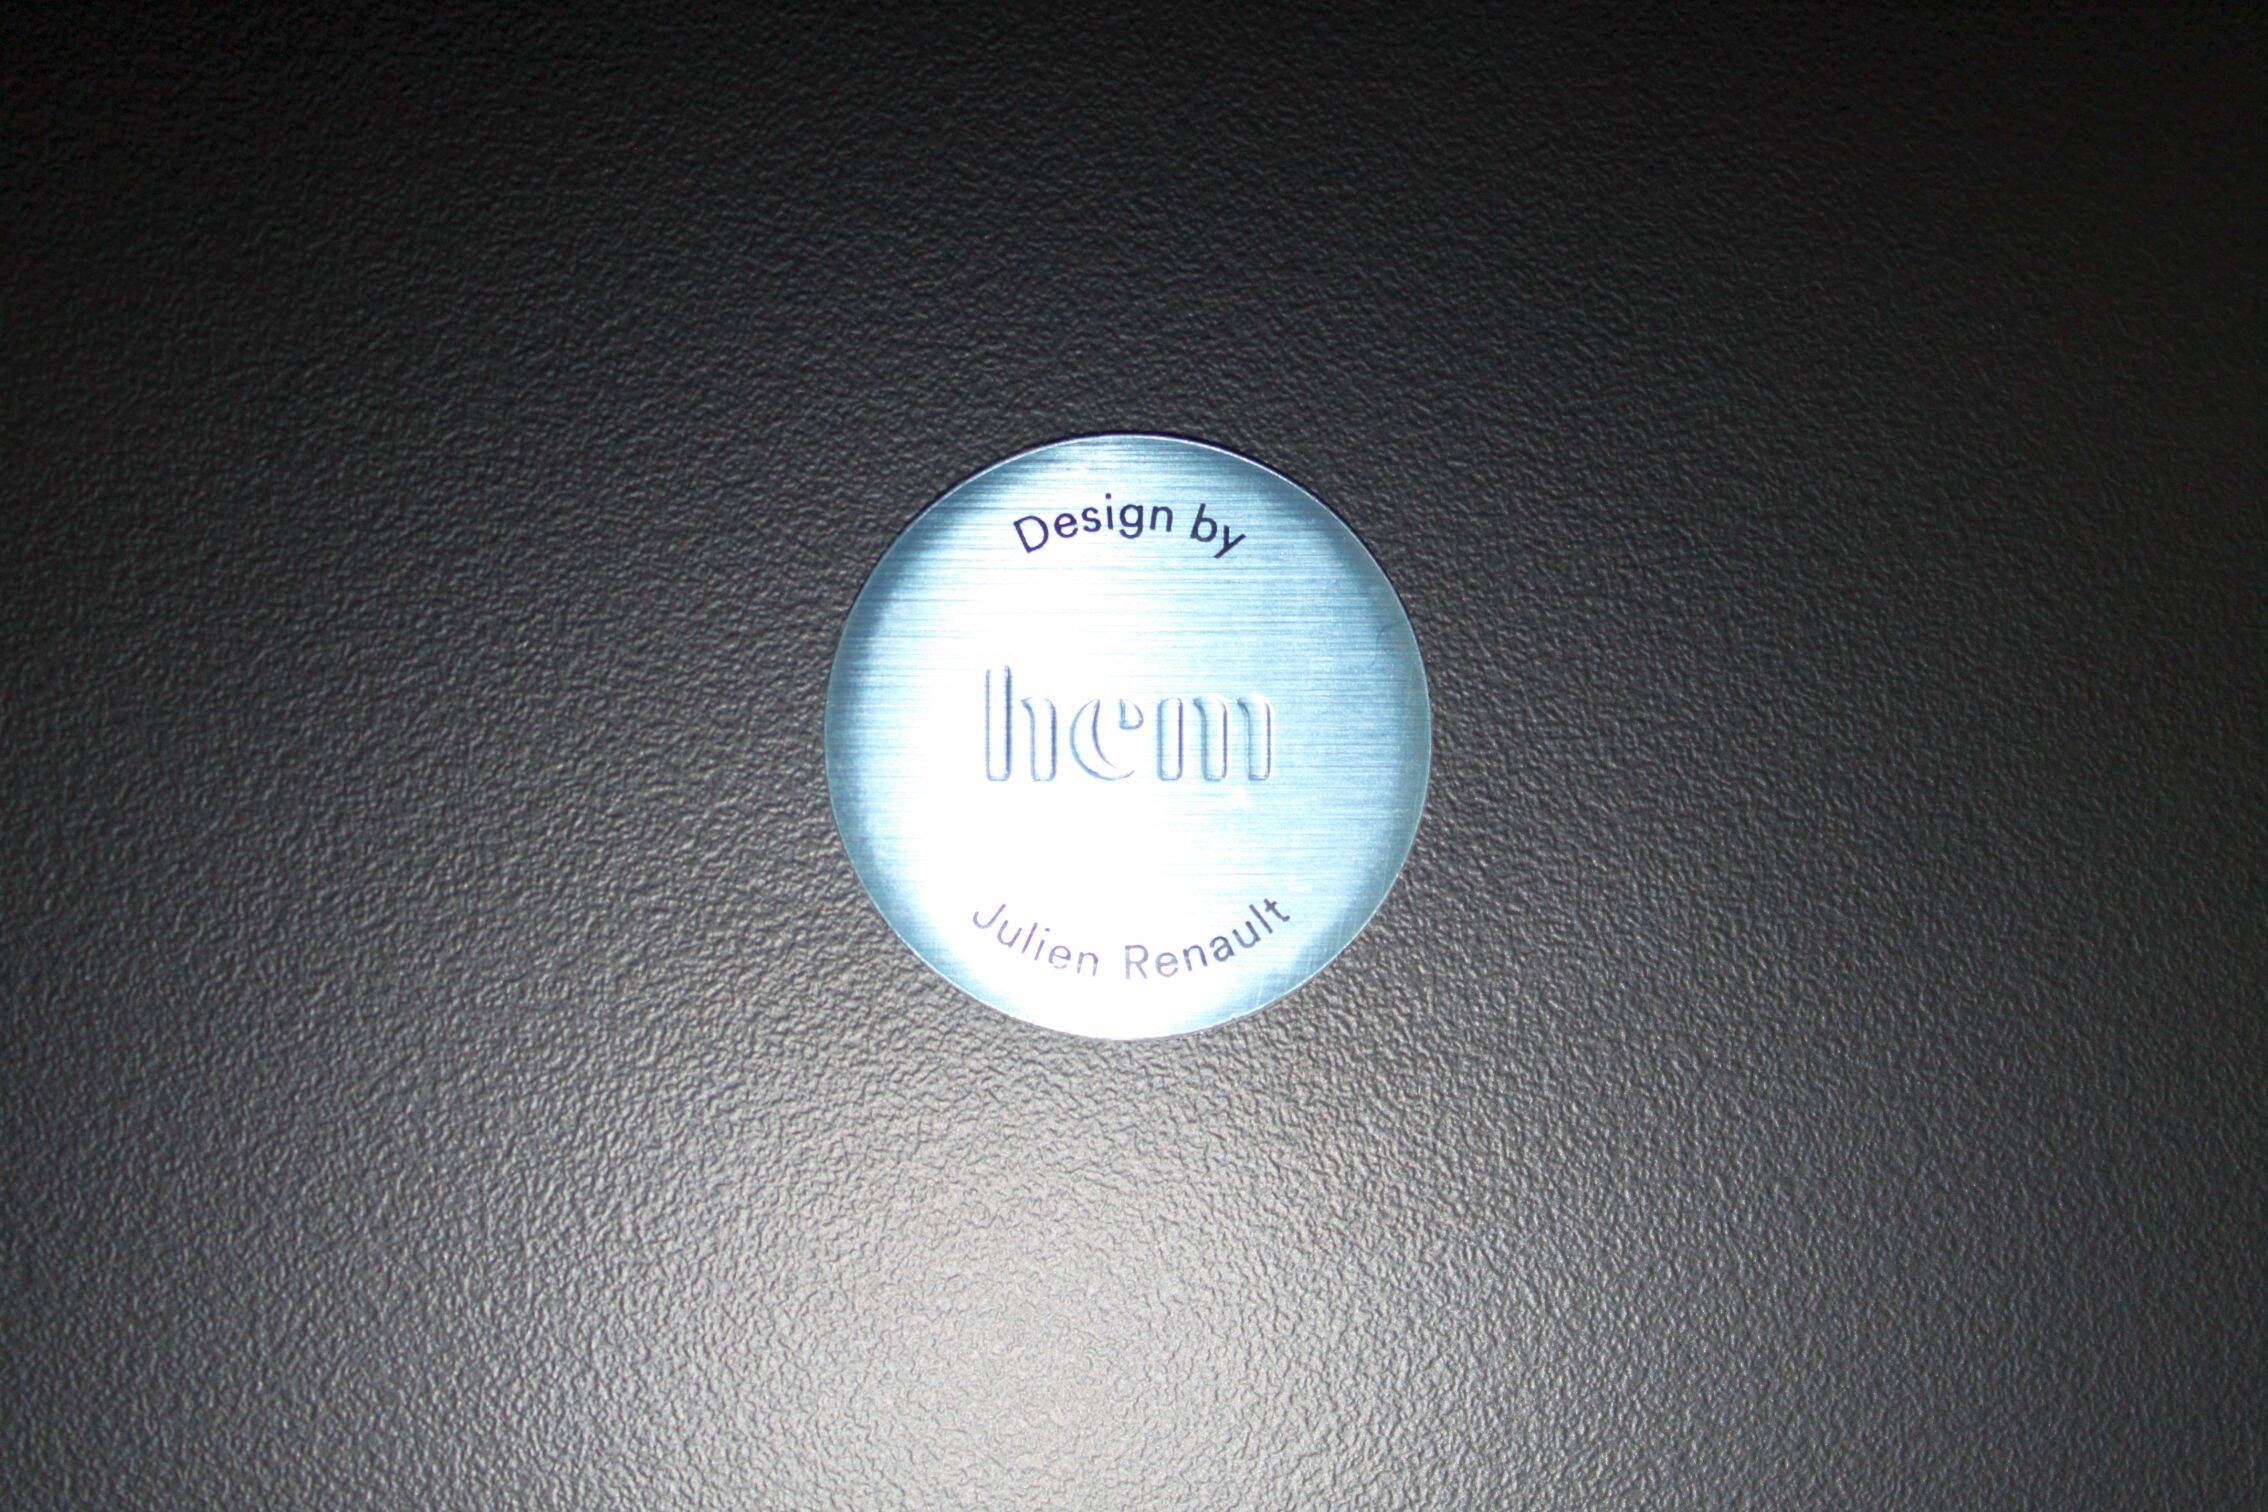 Design by
hem
Julien Renault